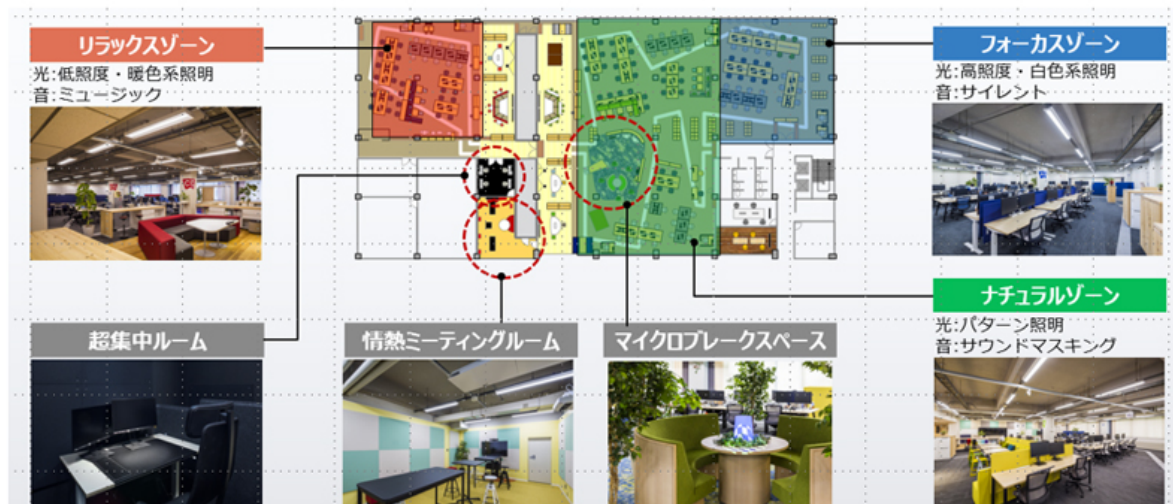 リラックスゾーン
光:低照度・暖色系照明
音:ミュージック
フォーカスゾーン
光:高照度・白色系照明
音:サイレント
ナチュラルゾーン
光:パターン照明
音:サウンドマスキング
超集中ルーム
情熱ミーティングルーム
マイクロブレークスペース